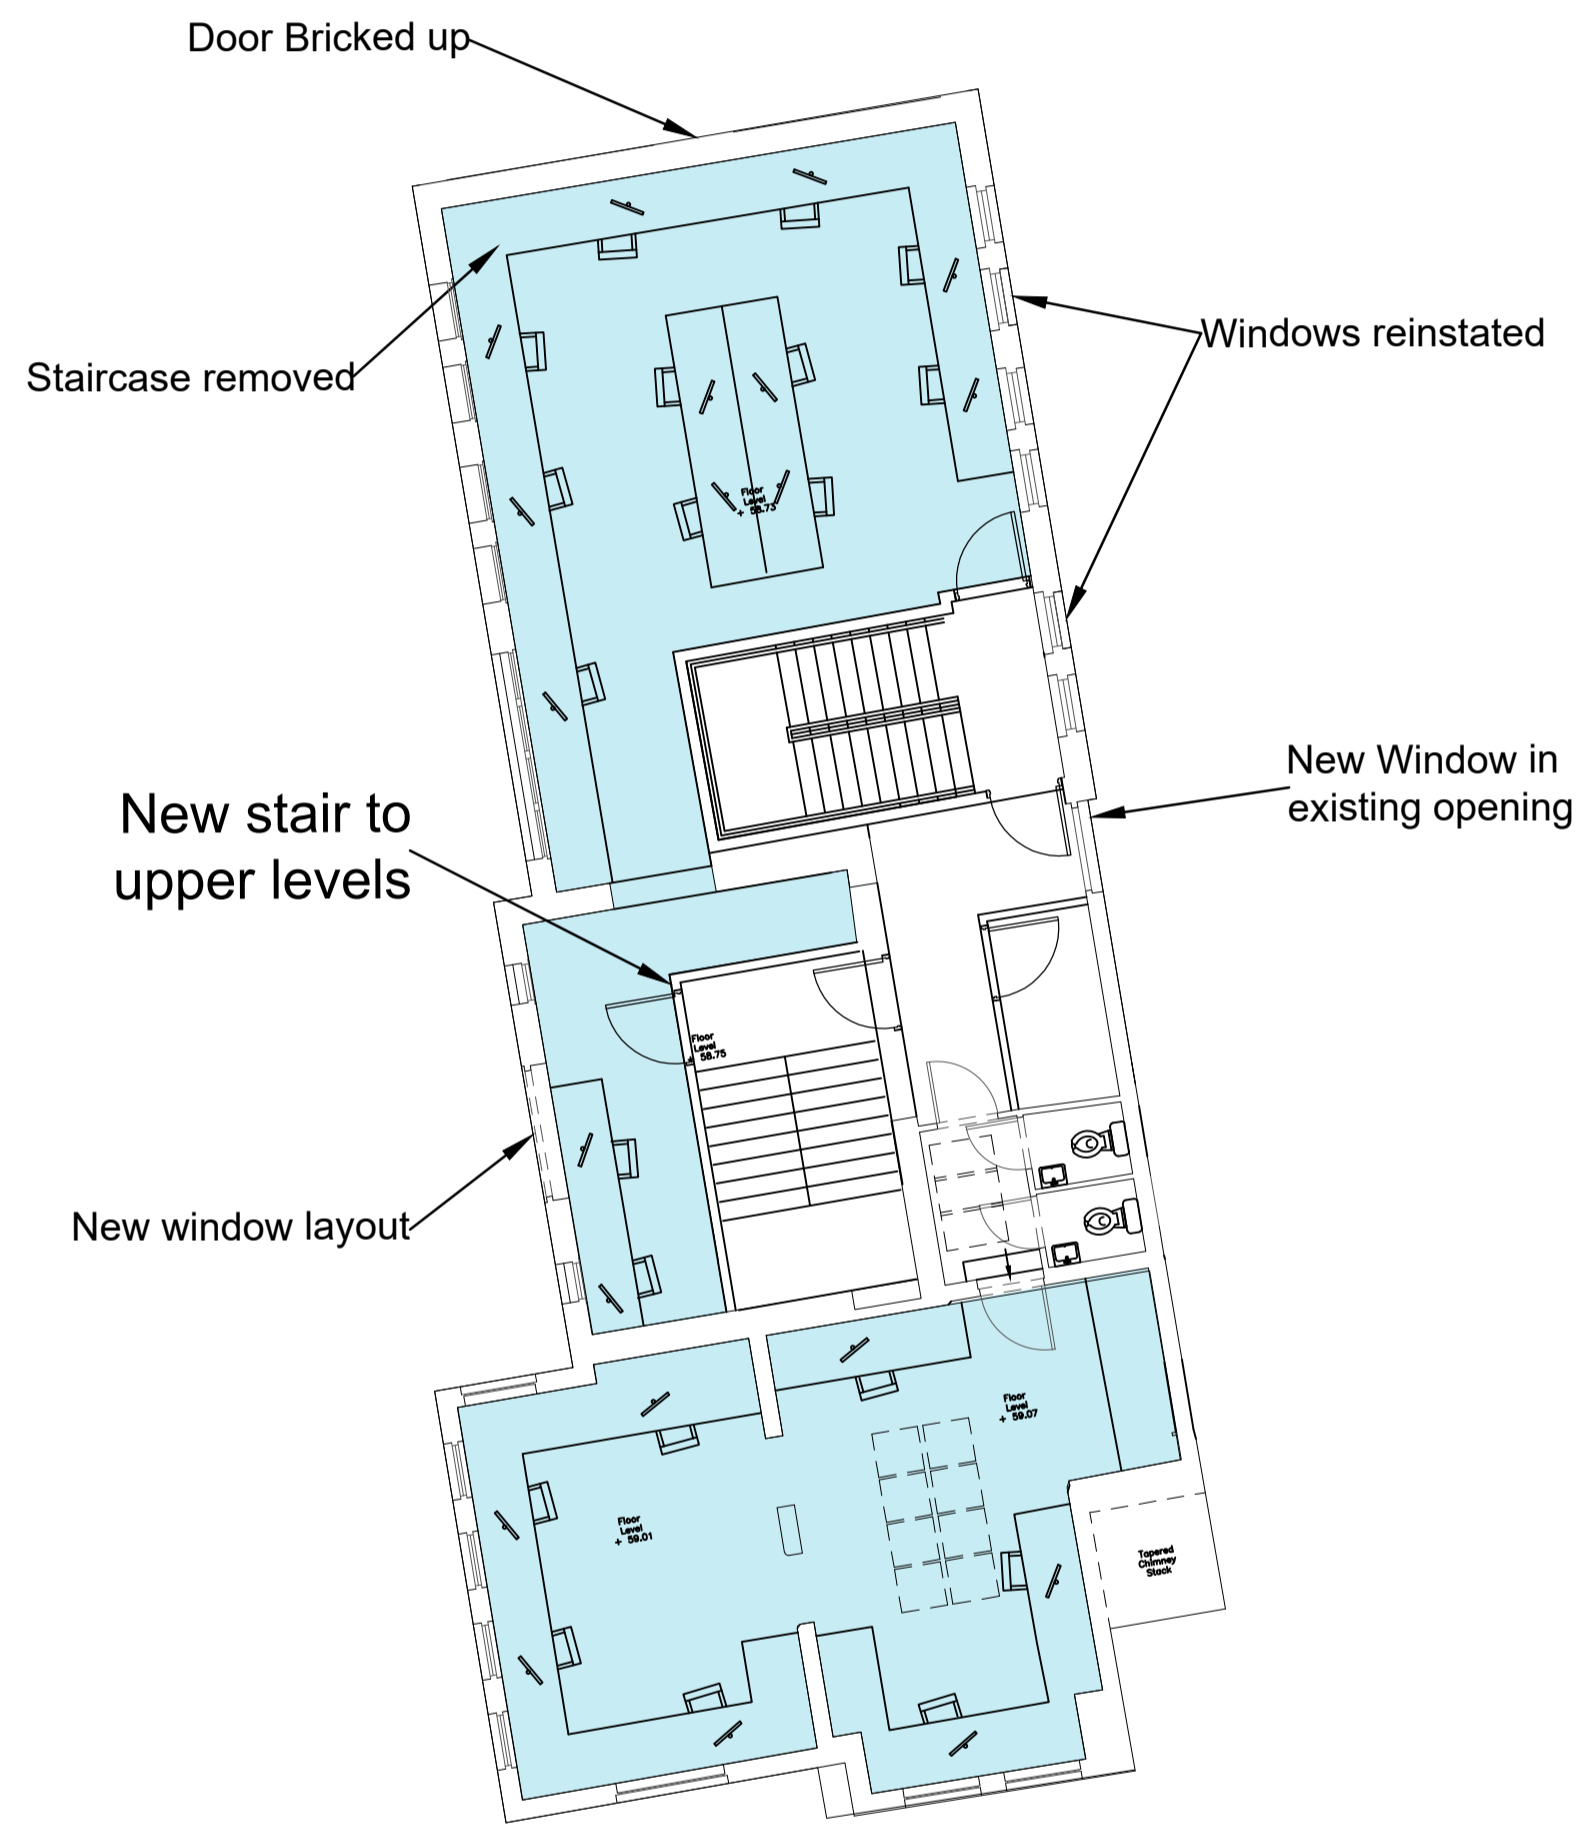 Door Bricked up
Windows reinstated
Staircase removed
Floor
Level
+ 58.73
New Window in
existing opening
New stair to
upper levels
Floor
Level
+ 58.75
New window layout
Floor
Level
+ 59.07
Floor
Level
+ 59.01
Tapered
Chimney
Stack